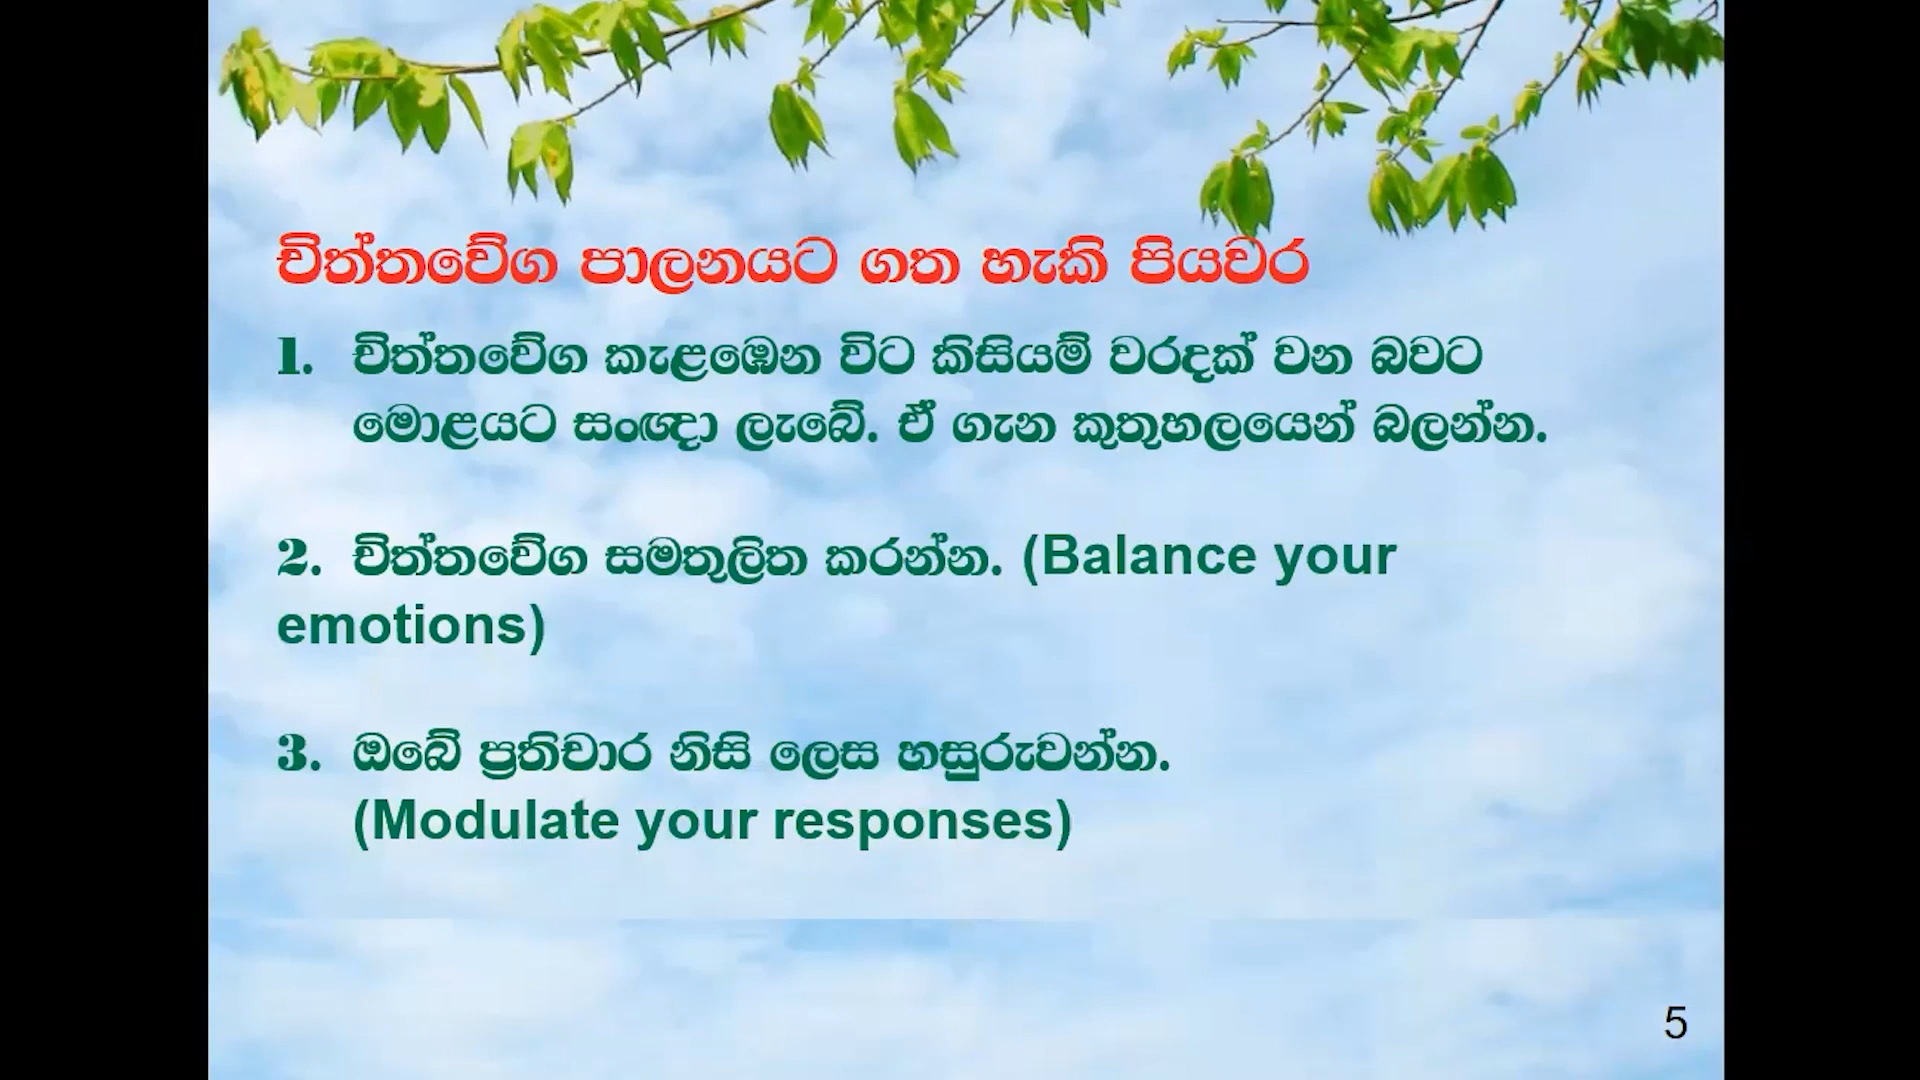 චිත්තවේග පාලනයට ගත හැකි පියවර
1. චිත්තවේග කැළඹෙන විට කිසියම් වරදක් වන බවට
මොළයට සංඥා ලැබේ. ඒ ගැන කුතුහලයෙන් බලන්න.
2. චිත්තවේග සමතුලිත කරන්න. (Balance your
emotions)
3. ඔබේ ප්‍රතිචාර නිසි ලෙස හසුරුවන්න.
(Modulate your responses)
5